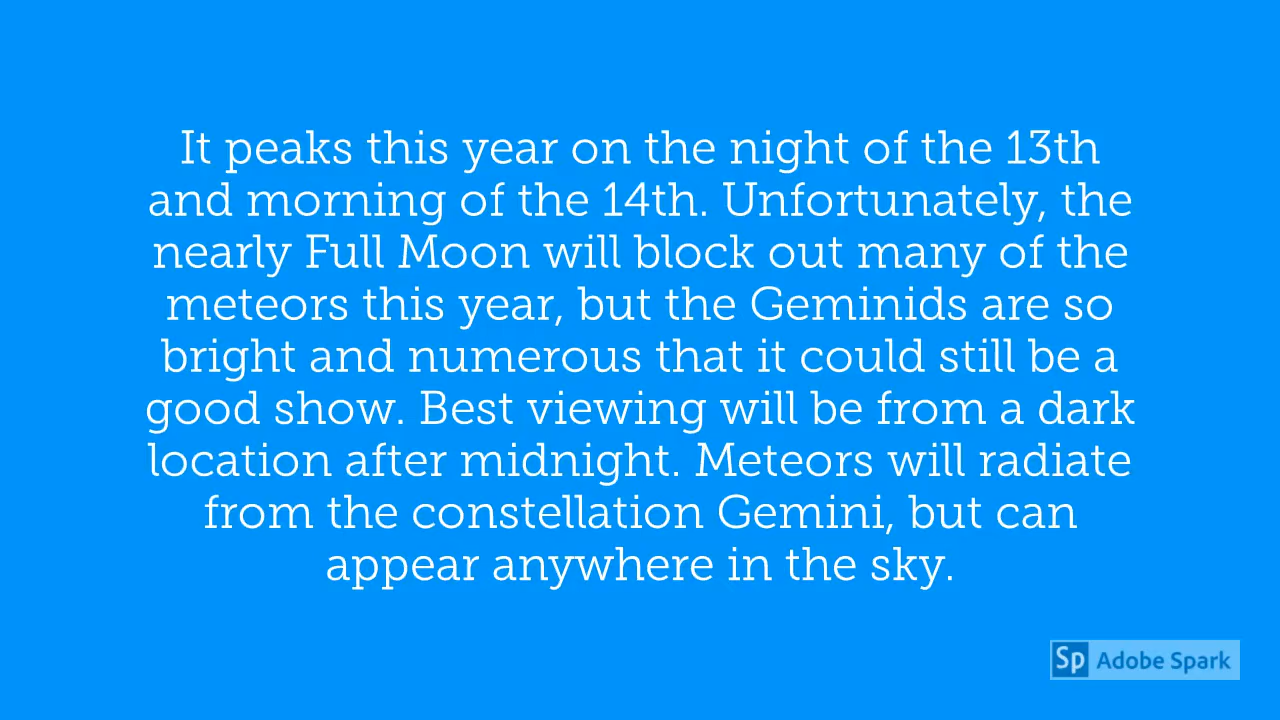 It peaks this year on the night of the 13th
and morning of the 14th. Unfortunately, the
nearly Full Moon will block out many of the
meteors this year, but the Geminids are so
bright and numerous that it could still be a
good show. Best viewing will be from a dark
location after midnight. Meteors will radiate
from the constellation Gemini, but can
appear anywhere in the sky.
Sp Adobe Spark